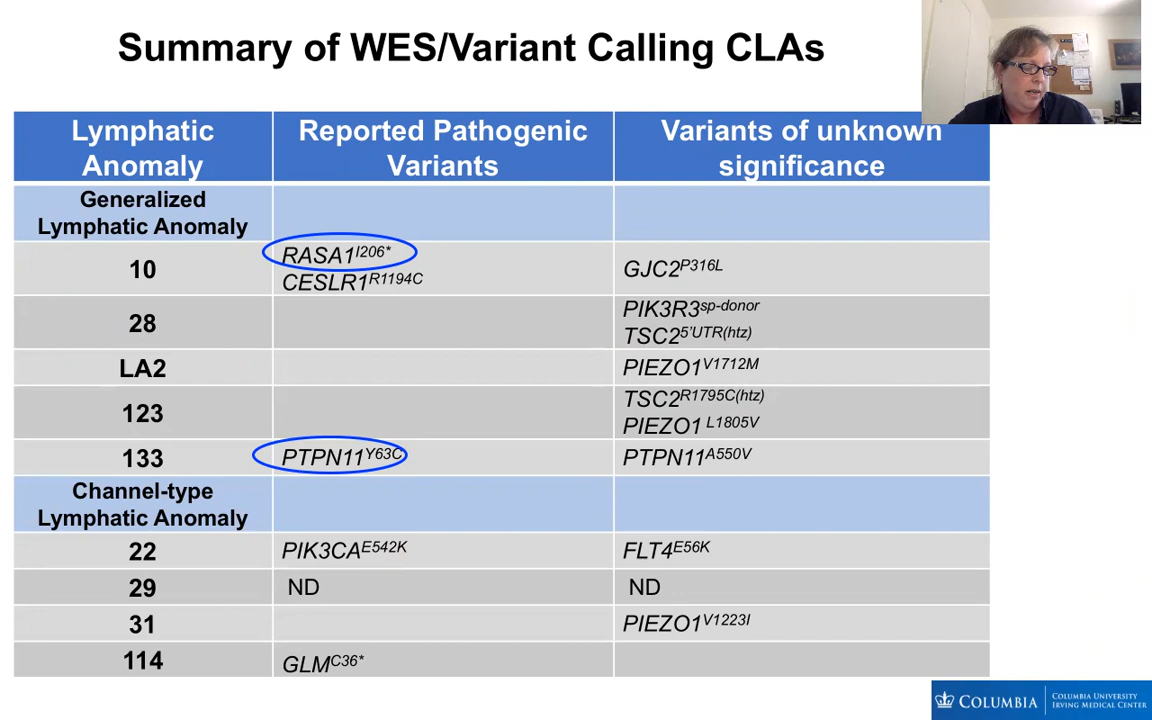 Summary of WES/Variant Calling CLAs
Lymphatic Anomaly
Reported Pathogenic Variants
Variants of unknown significance
Generalized Lymphatic Anomaly
10
RASA1I206*
CESLR1R1194C
GJC2P316L
28
PIK3R3sp-donor
TSC25'UTR(htz)
LA2
PIEZO1V1712M
123
TSC2R1795C(htz)
PIEZO1 L1805V
133
PTPN11Y63C
PTPN11A550V
Channel-type Lymphatic Anomaly
22
PIK3CAE542K
FLT4E56K
29
ND
ND
31
PIEZO1V1223I
114
GLMC36*
COLUMBIA
COLUMBIA UNIVERSITY
IRVING MEDICAL CENTER